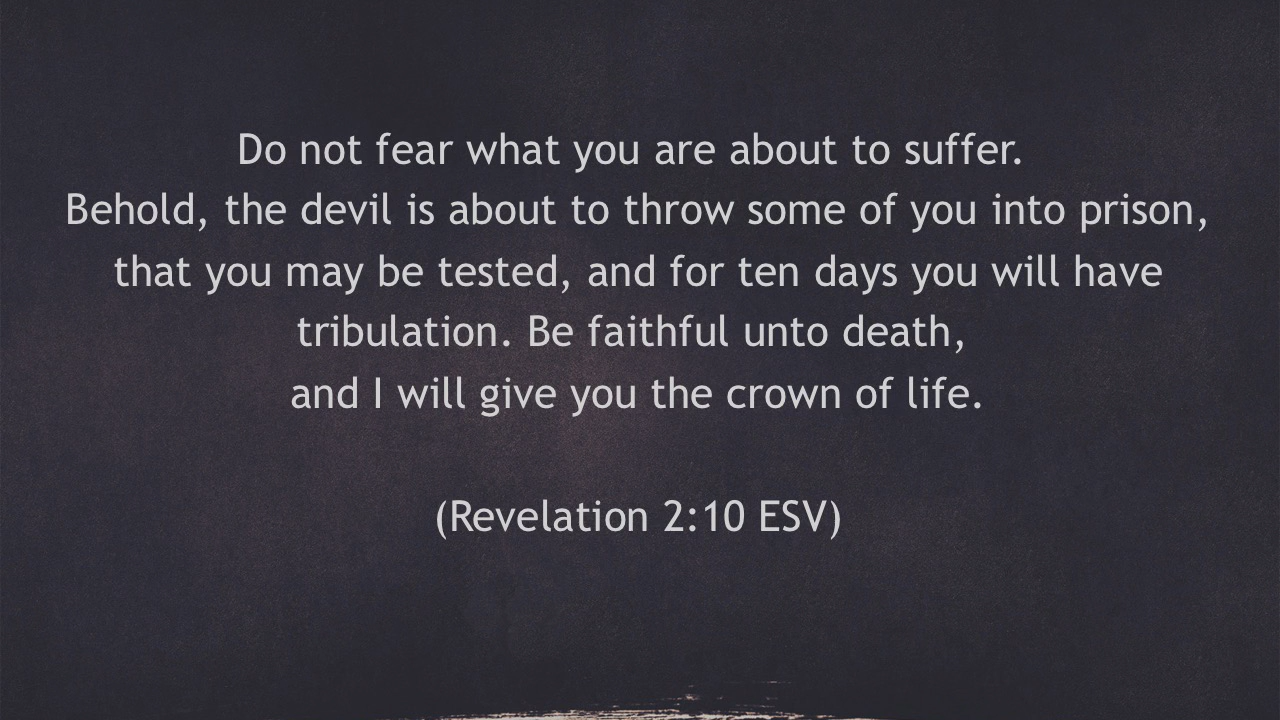 Do not fear what you are about to suffer.
Behold, the devil is about to throw some of you into prison,
that you may be tested, and for ten days you will have
tribulation. Be faithful unto death,
and I will give you the crown of life.
(Revelation 2:10 ESV)